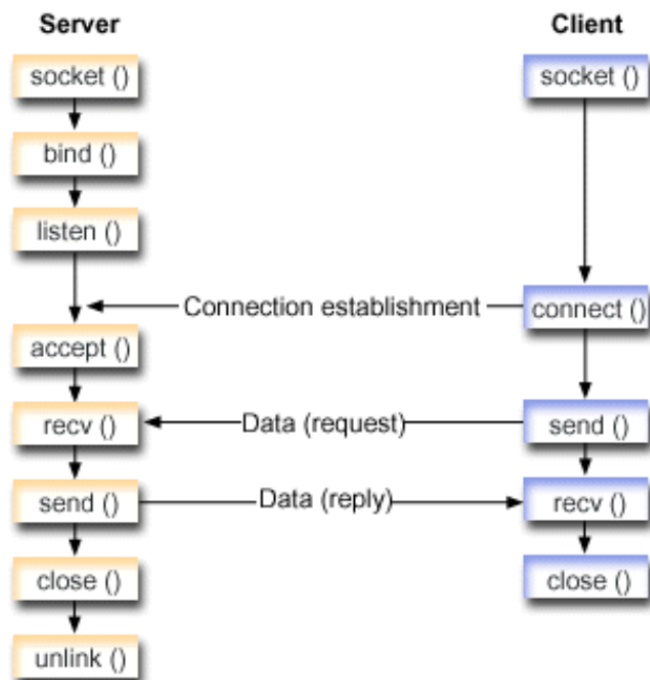 Server
Client
socket ()
socket ()
bind ()
listen ()
Connection establishment
connect ()
accept ()
recv ()
Data (request)
send ()
send ()
Data (reply)
recv ()
close ()
close ()
unlink ()